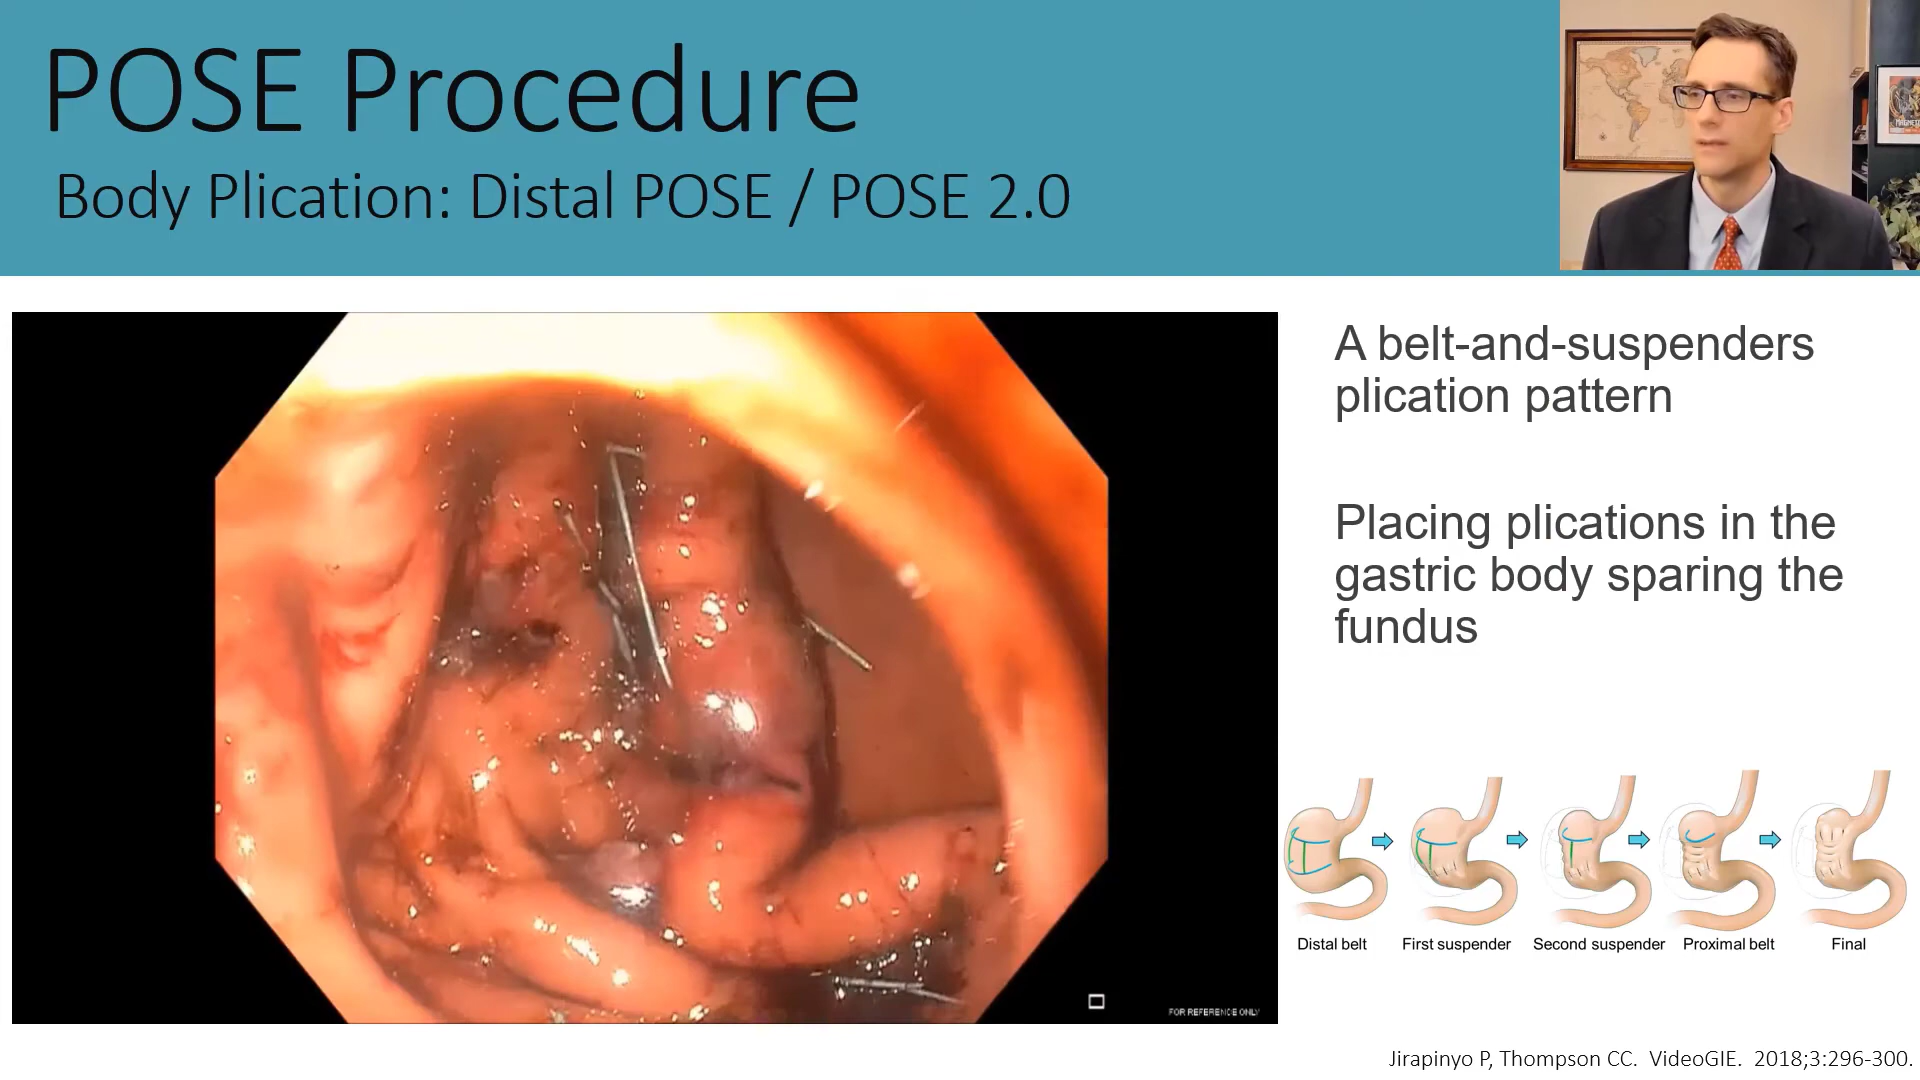 POSE Procedure
Body Plication: Distal POSE / POSE 2.0
A belt-and-suspenders
plication pattern
Placing plications in the
gastric body sparing the
fundus
Distal belt
First suspender
Second suspender
Proximal belt
Final
FOR REFERENCE ONLY
Jirapinyo P, Thompson CC. VideoGIE. 2018;3:296-300.